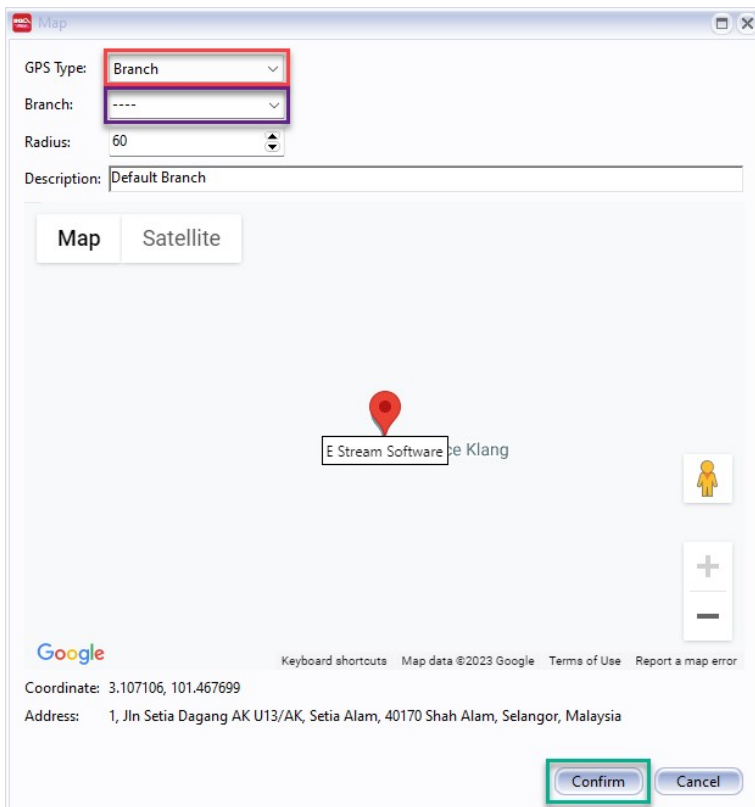 Map
GPS Type: Branch
Branch: ----
Radius: 60
Description: Default Branch
Map Satellite
E Stream Software ce Klang
Google
Keyboard shortcuts Map data ©2023 Google Terms of Use Report a map error
Coordinate: 3.107106, 101.467699
Address: 1, Jln Setia Dagang AK U13/AK, Setia Alam, 40170 Shah Alam, Selangor, Malaysia
Confirm Cancel